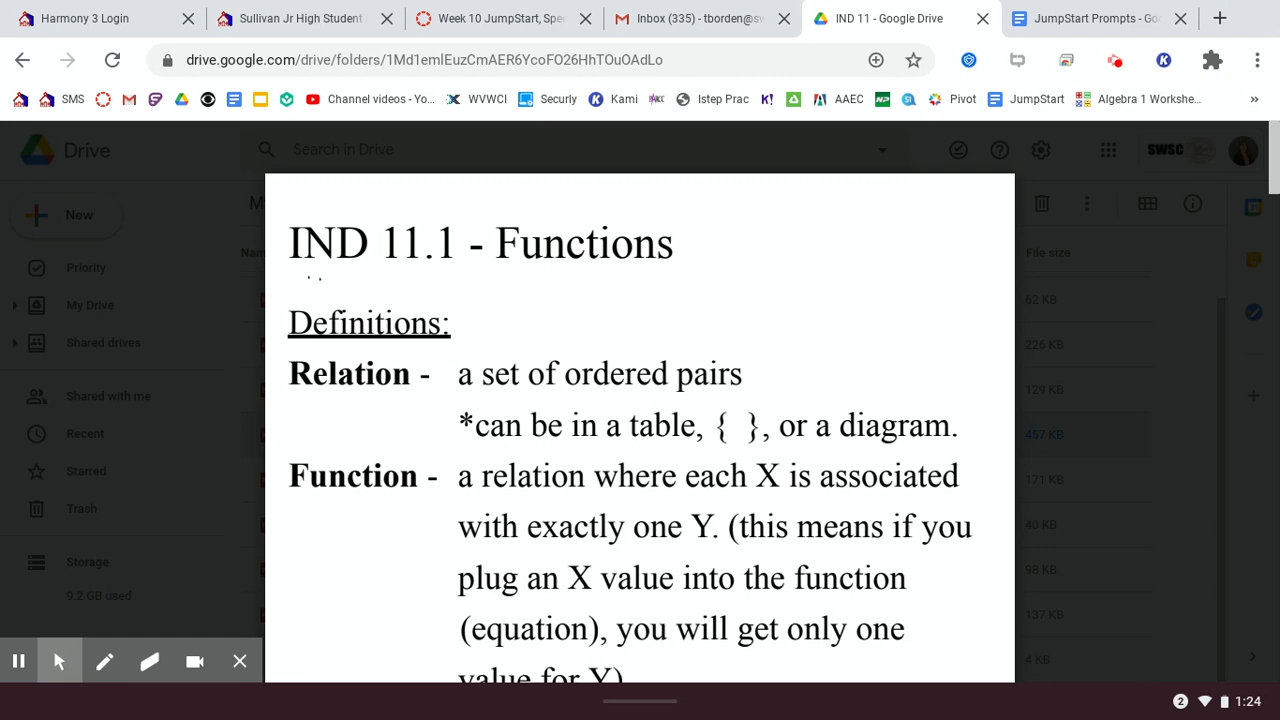 Harmony 3 Login
Sullivan Jr High Student
Week 10 JumpStart, Spe
Inbox (335) - tborden@sw
IND 11 - Google Drive
JumpStart Prompts - Go
drive.google.com/drive/folders/1Md1emlEuzCmAER6YcoFO26HhTOuOAdLo
SMS
Channel videos - Yo...
WVWCI
Securly
Kami
Istep Prac
K!
AAEC
NP
Pivot
JumpStart
Algebra 1 Workshe...
»
Drive
Search in Drive
SWSC
New
Priority
My Drive
Shared drives
Shared with me
Recent
Starred
Trash
Storage
9.2 GB used
IND 11.1 - Functions
Definitions:
Relation - a set of ordered pairs
*can be in a table, { }, or a diagram.
Function - a relation where each X is associated
with exactly one Y. (this means if you
plug an X value into the function
(equation), you will get only one
value for Y)
File size
62 KB
226 KB
129 KB
457 KB
171 KB
40 KB
98 KB
137 KB
4 KB
2
1:24